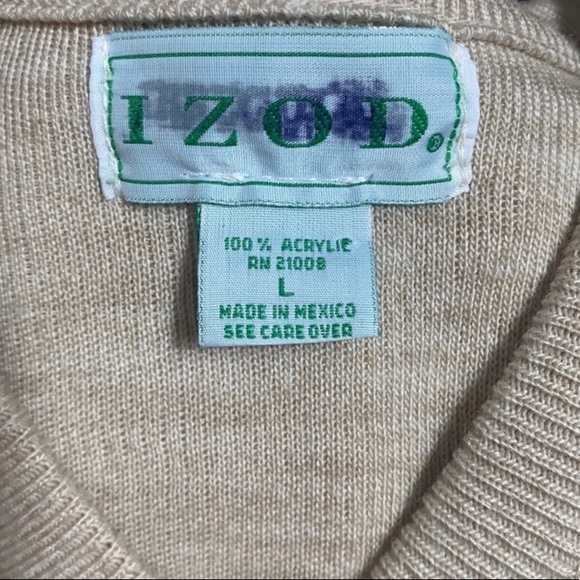 IZOD®
100% ACRYLIC
RN 21008
L
MADE IN MEXICO
SEE CARE OVER